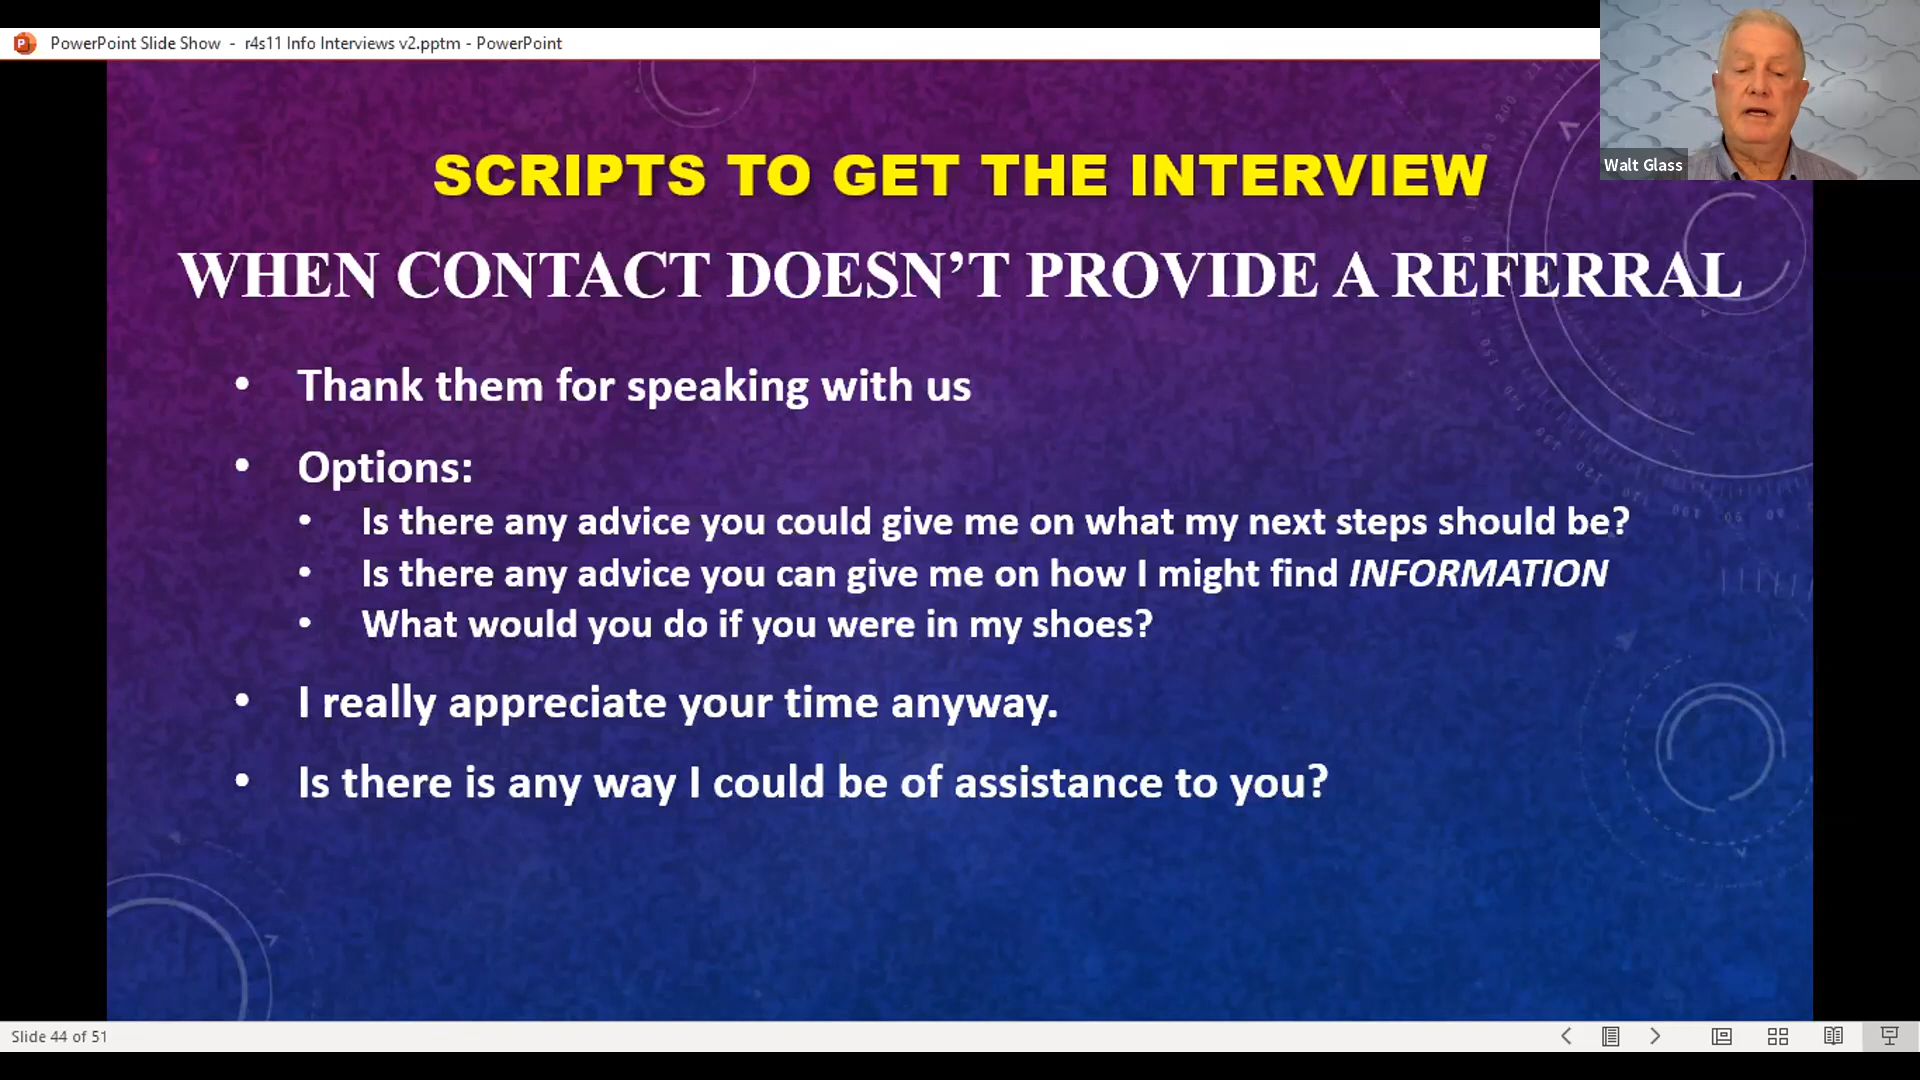 PowerPoint Slide Show - r4s11 Info Interviews v2.pptm - PowerPoint
Walt Glass
SCRIPTS TO GET THE INTERVIEW
WHEN CONTACT DOESN’T PROVIDE A REFERRAL
• Thank them for speaking with us
• Options:
• Is there any advice you could give me on what my next steps should be?
• Is there any advice you can give me on how I might find INFORMATION
• What would you do if you were in my shoes?
• I really appreciate your time anyway.
• Is there is any way I could be of assistance to you?
Slide 44 of 51